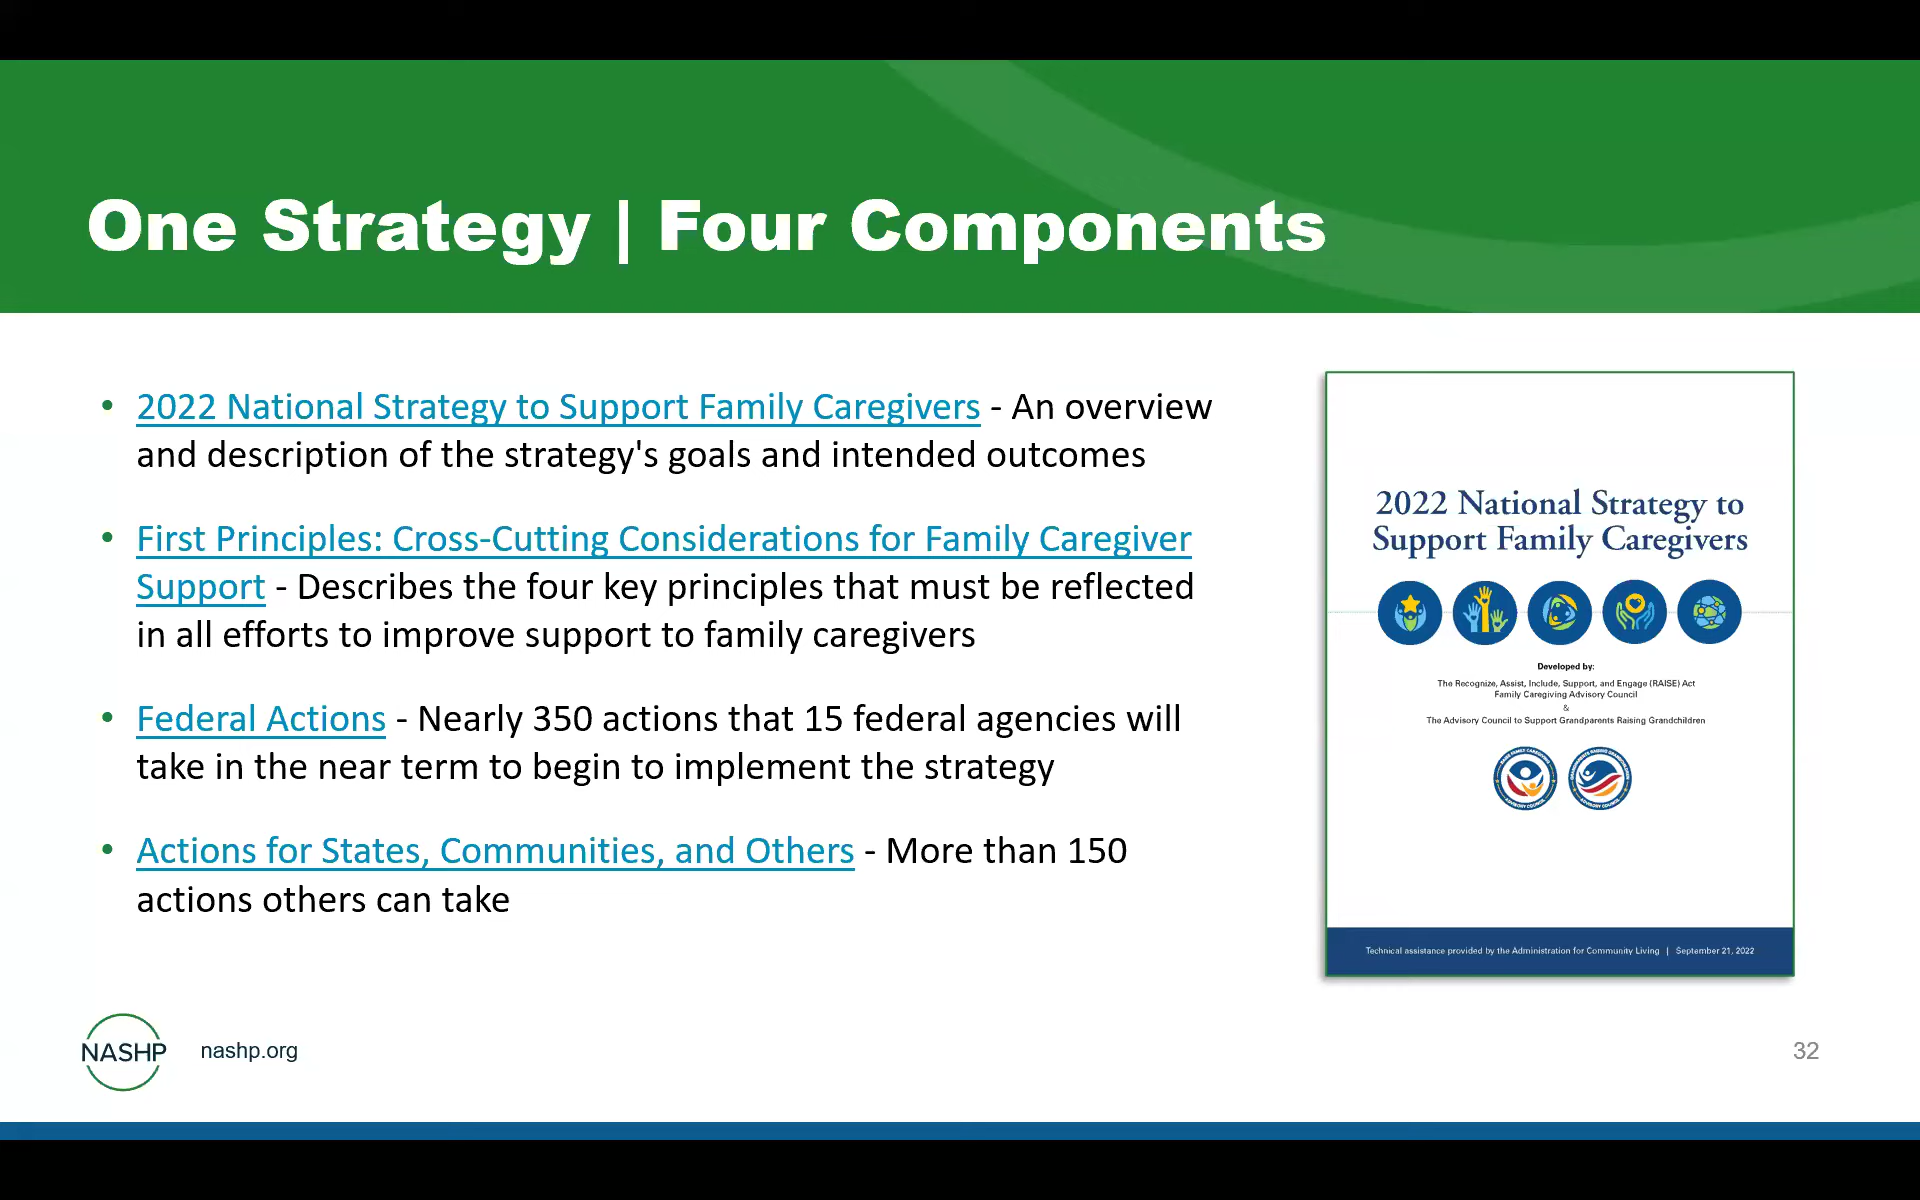 One Strategy | Four Components
• 2022 National Strategy to Support Family Caregivers - An overview
and description of the strategy's goals and intended outcomes
• First Principles: Cross-Cutting Considerations for Family Caregiver
Support - Describes the four key principles that must be reflected
in all efforts to improve support to family caregivers
• Federal Actions - Nearly 350 actions that 15 federal agencies will
take in the near term to begin to implement the strategy
• Actions for States, Communities, and Others - More than 150
actions others can take
2022 National Strategy to
Support Family Caregivers
Developed by:
The Recognize, Assist, Include, Support, and Engage (RAISE) Act
Family Caregiving Advisory Council
&
The Advisory Council to Support Grandparents Raising Grandchildren
ADVISORY COUNCIL
ADVISORY COUNCIL
Technical assistance provided by the Administration for Community Living | September 21, 2022
NASHP
nashp.org
32